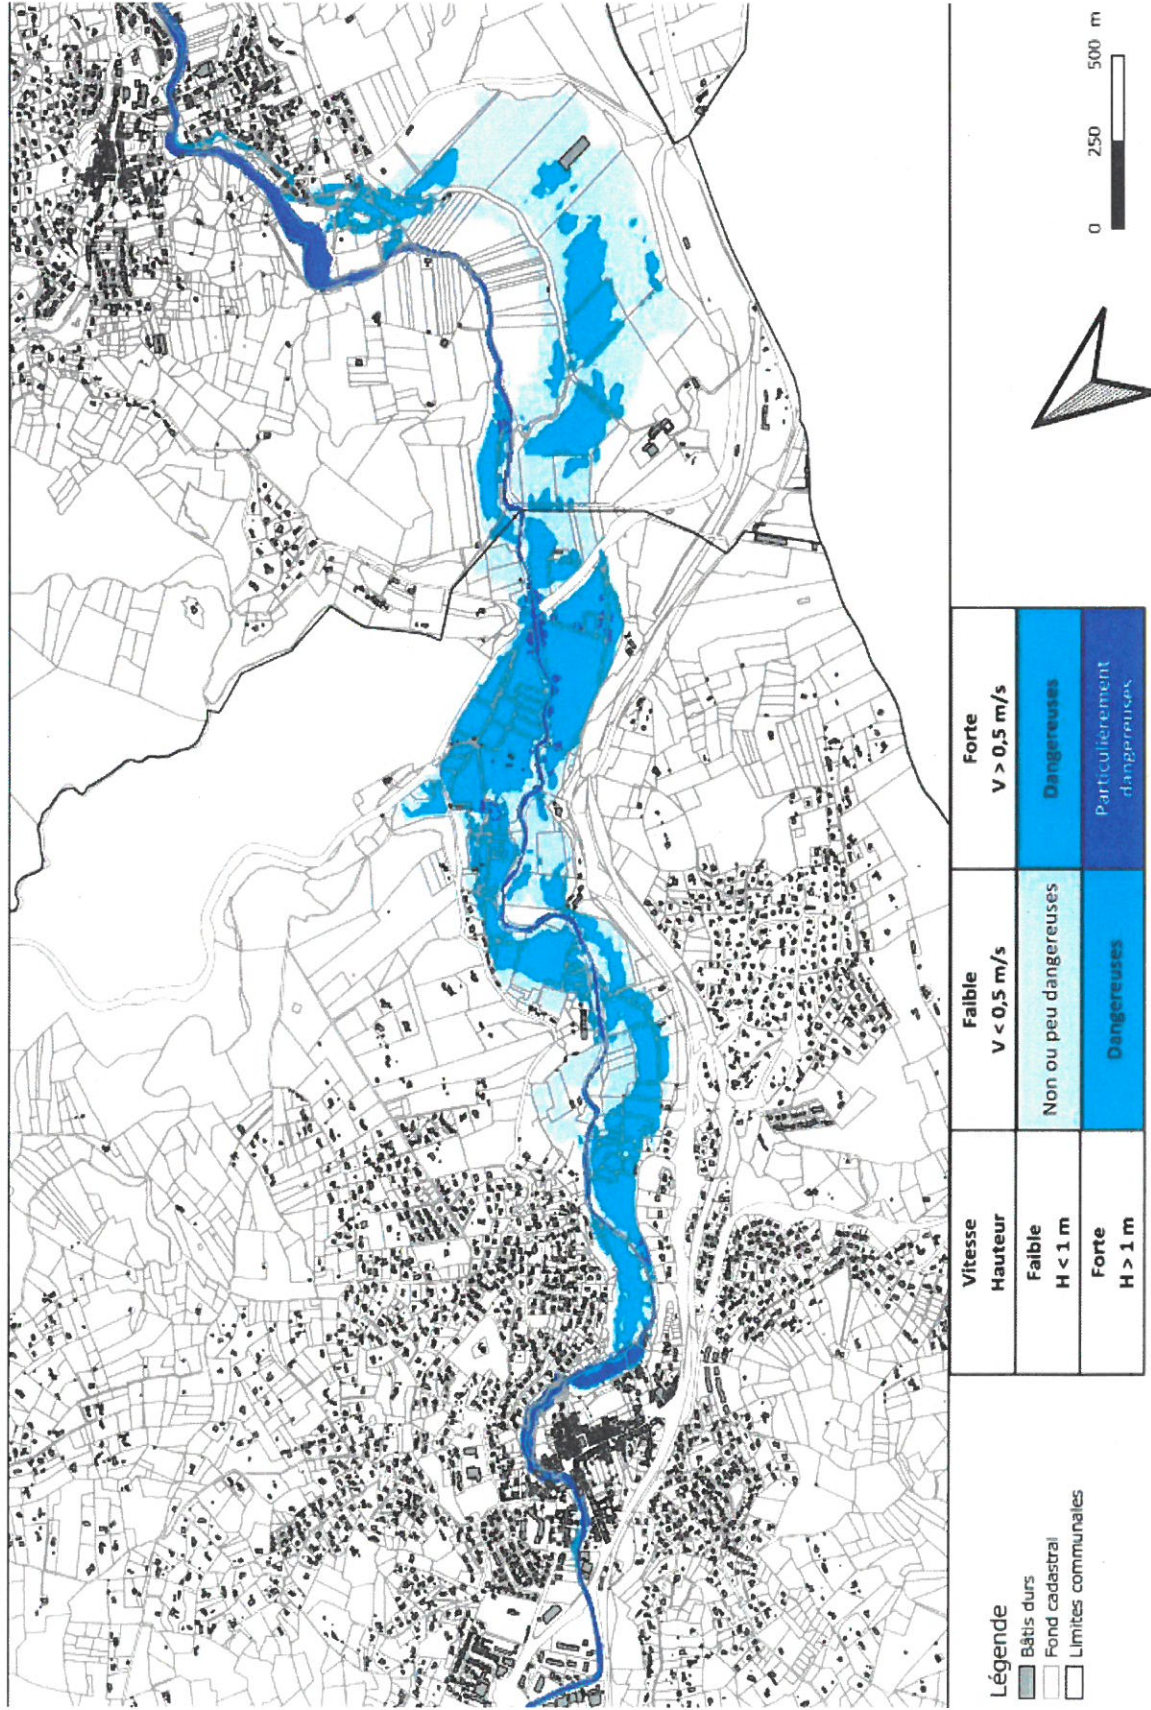 Légende
Bâtis durs
Fond cadastral
Limites communales
Vitesse
Hauteur
Faible
V < 0,5 m/s
Forte
V > 0,5 m/s
Faible
H < 1 m
Non ou peu dangereuses
Dangereuses
Forte
H > 1 m
Dangereuses
Particulièrement
dangereuses
0 250 500 m